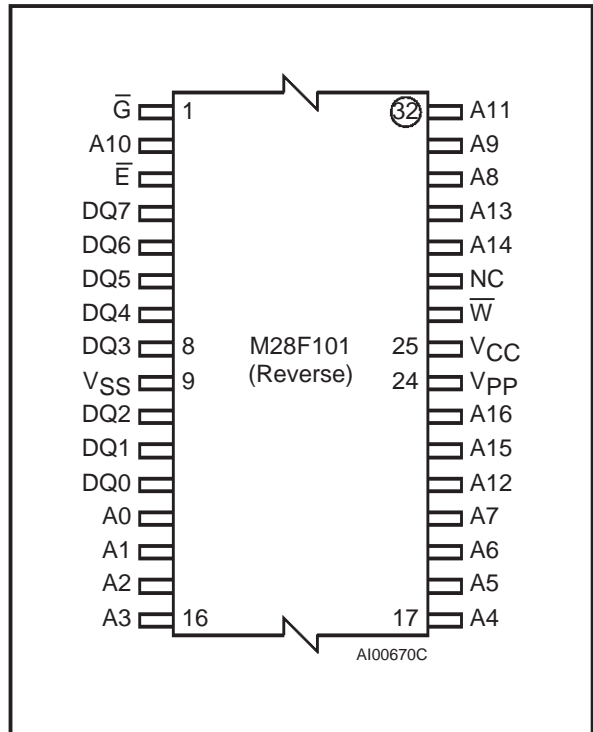 G̅ 1 32 A11
A10 A9
E̅ A8
DQ7 A13
DQ6 A14
DQ5 NC
DQ4 W̅
DQ3 8 M28F101 25 VCC
VSS 9 (Reverse) 24 VPP
DQ2 A16
DQ1 A15
DQ0 A12
A0 A7
A1 A6
A2 A5
A3 16 17 A4
AI00670C